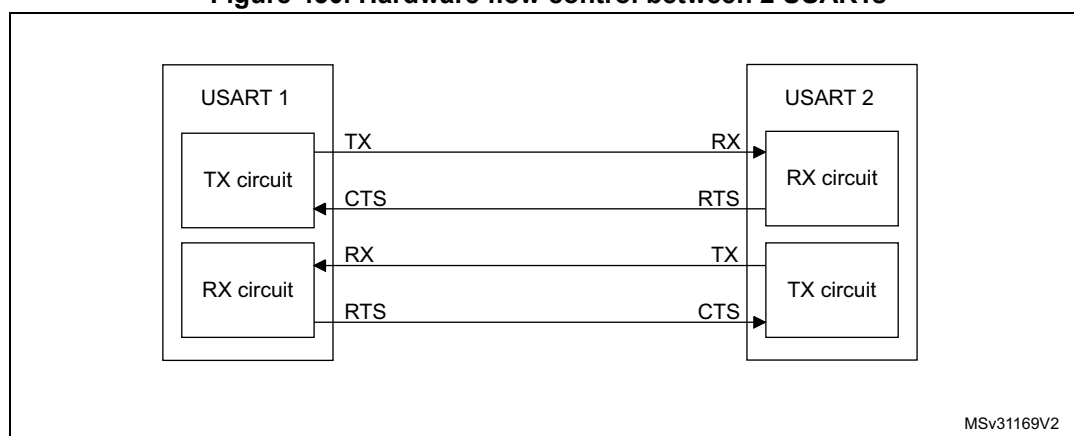 USART 1
USART 2
TX
RX
TX circuit
RX circuit
CTS
RTS
RX
TX
RX circuit
TX circuit
RTS
CTS
MSv31169V2